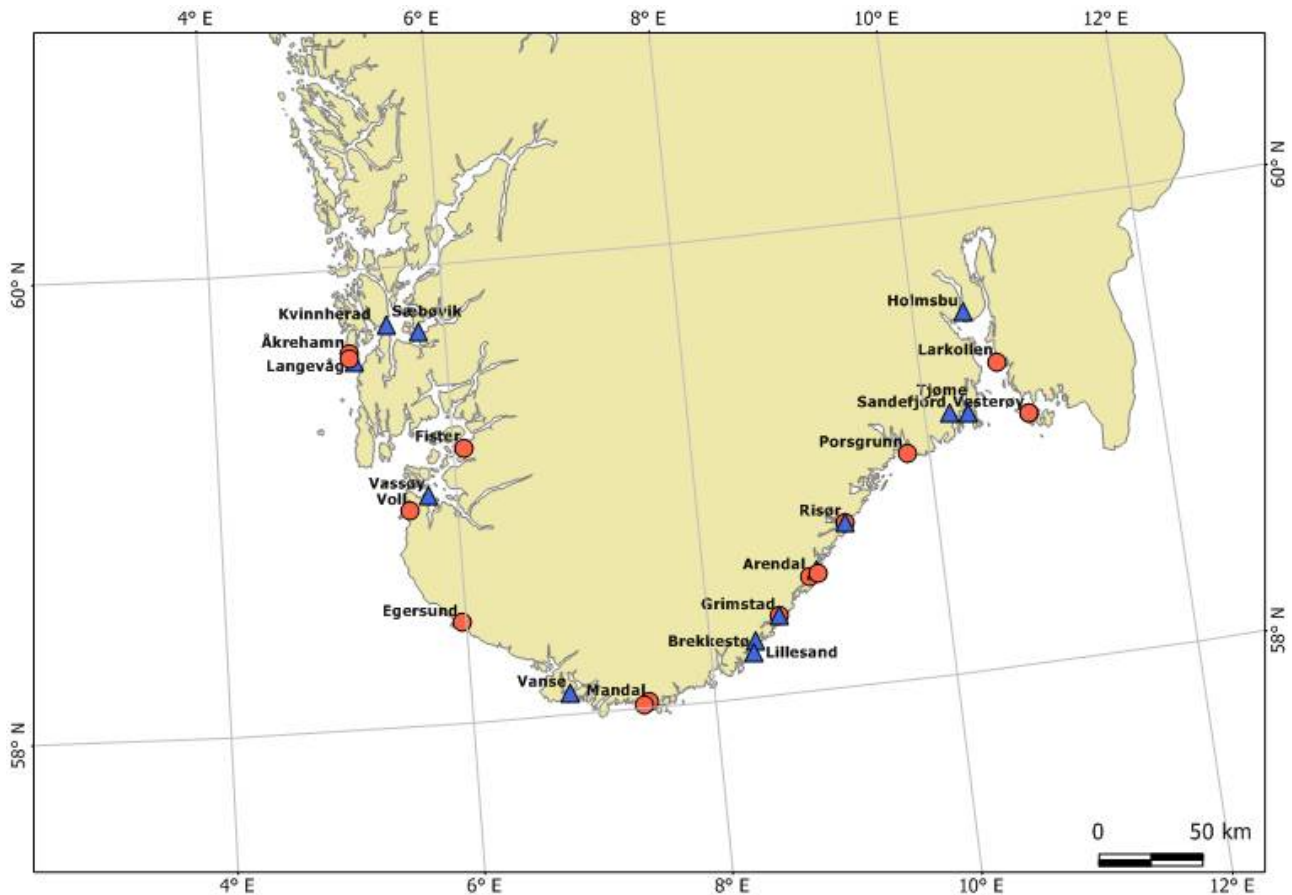 4° E 6° E 8° E 10° E 12° E
60° N
60° N
Holmsbu
Kvinnherad Sæbøvik
Åkrehamn
Langevåg
Larkollen
Tjøme
Sandefjord Vesterøy
Fister
Porsgrunn
Vassøy
Voll
Risør
Arendal
Egersund
Grimstad
Brekkestø
Lillesand
58° N
Vanse Mandal
58° N
0 50 km
4° E 6° E 8° E 10° E 12° E